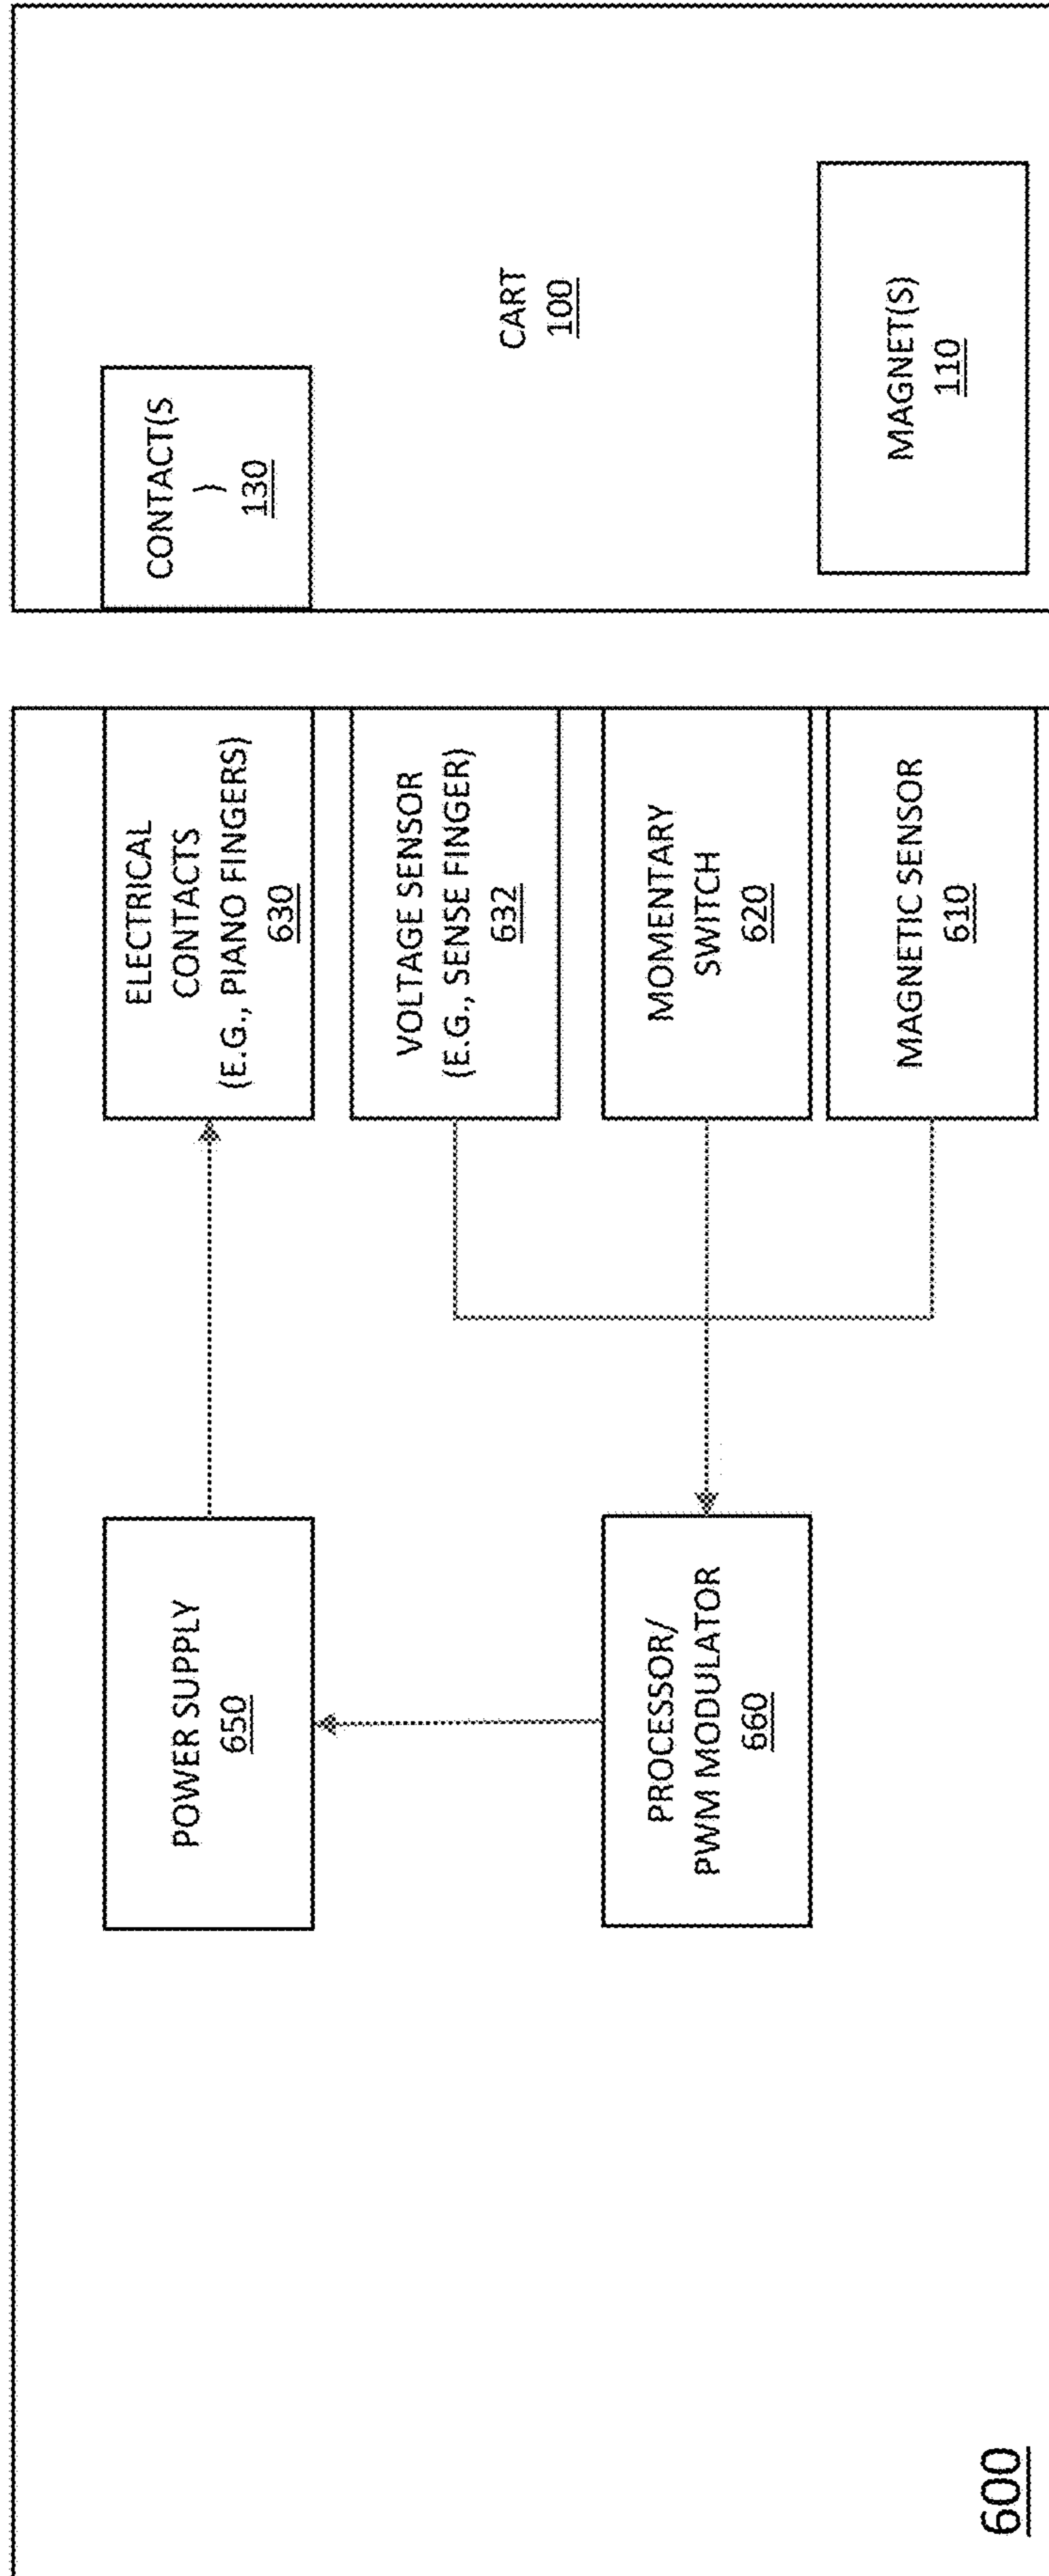 POWER SUPPLY
650
ELECTRICAL
CONTACTS
(E.G., PIANO FINGERS)
630
CONTACT(S
)
130
VOLTAGE SENSOR
(E.G., SENSE FINGER)
632
CART
100
PROCESSOR/
PWM MODULATOR
660
MOMENTARY
SWITCH
620
MAGNETIC SENSOR
610
MAGNET(S)
110
600